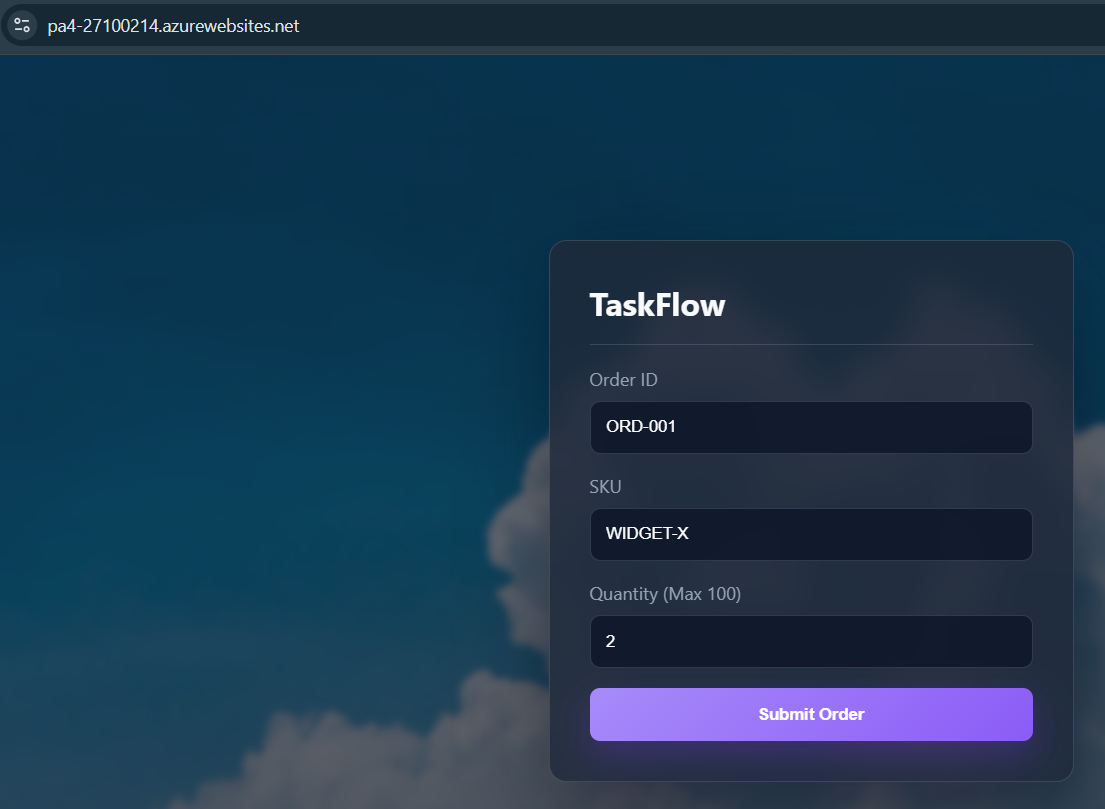 pa4-27100214.azurewebsites.net
TaskFlow
Order ID
ORD-001
SKU
WIDGET-X
Quantity (Max 100)
2
Submit Order